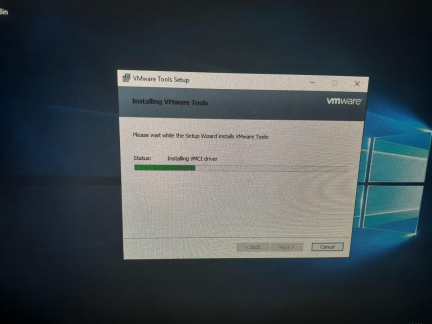 Bin
VMware Tools Setup
Installing VMware Tools
vmware
Please wait while the Setup Wizard installs VMware Tools.
Status: Installing VMCI driver
< Back
Next >
Cancel